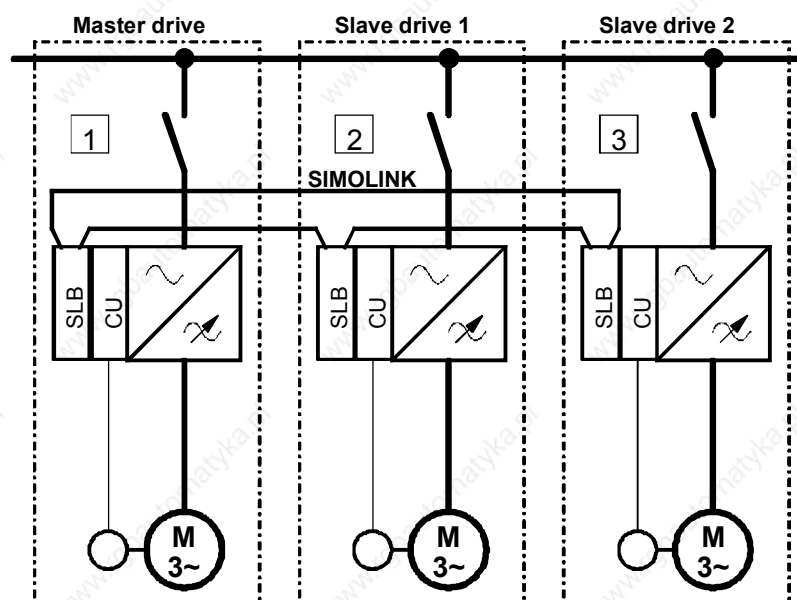 Master drive
Slave drive 1
Slave drive 2
1
2
3
SIMOLINK
SLB
CU
SLB
CU
SLB
CU
M
3~
M
3~
M
3~